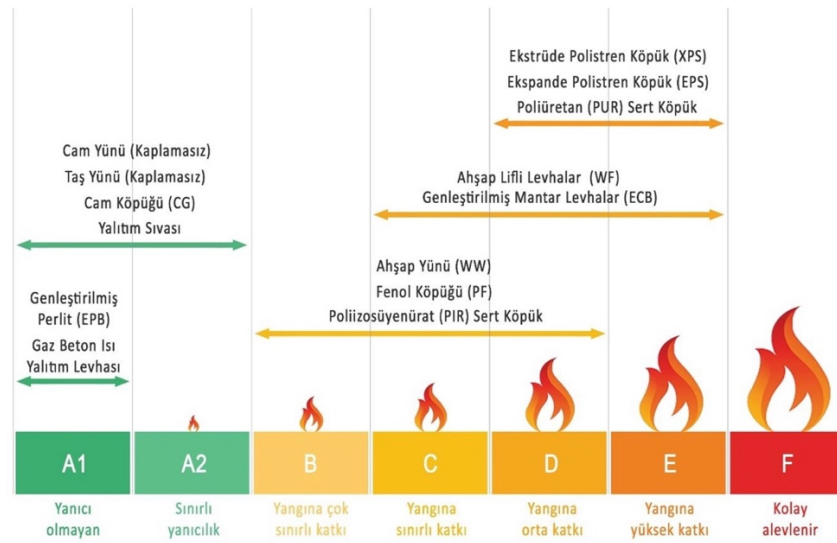 Ekstrüde Polistren Köpük (XPS)
Ekspande Polistren Köpük (EPS)
Poliüretan (PUR) Sert Köpük
Cam Yünü (Kaplamasız)
Taş Yünü (Kaplamasız)
Cam Köpüğü (CG)
Yalıtım Sıvası
Ahşap Lifli Levhalar (WF)
Genleştirilmiş Mantar Levhalar (ECB)
Ahşap Yünü (WW)
Fenol Köpüğü (PF)
Poliizosüyenürat (PIR) Sert Köpük
Genleştirilmiş
Perlit (EPB)
Gaz Beton Isı
Yalıtım Levhası
A1
A2
B
C
D
E
F
Yanıcı
olmayan
Sınırlı
yanıcılık
Yangına çok
sınırlı katkı
Yangına
sınırlı katkı
Yangına
orta katkı
Yangına
yüksek katkı
Kolay
alevlenir